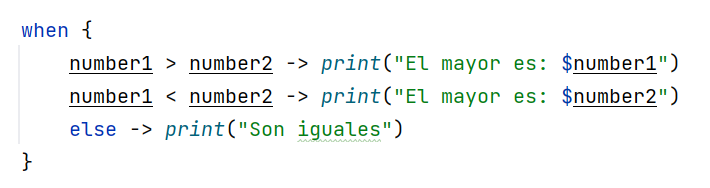 when {
    number1 > number2 -> print("El mayor es: $number1")
    number1 < number2 -> print("El mayor es: $number2")
    else -> print("Son iguales")
}